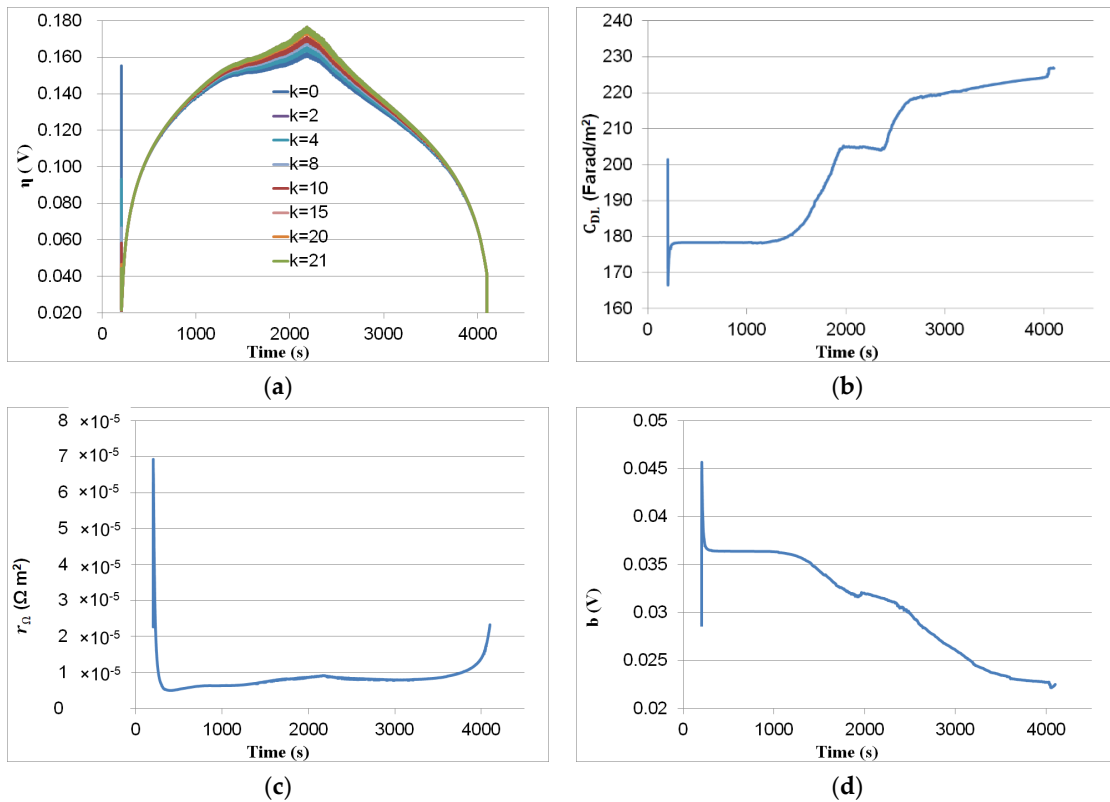 0.180
0.160
0.140
0.120
0.100
0.080
0.060
0.040
0.020
η (V)
k=0
k=2
k=4
k=8
k=10
k=15
k=20
k=21
0 1000 2000 3000 4000
Time (s)
(a)
240
230
220
210
200
190
180
170
160
C_DL (Farad/m²)
0 1000 2000 3000 4000
Time (s)
(b)
8 ×10⁻⁵
7 ×10⁻⁵
6 ×10⁻⁵
5 ×10⁻⁵
4 ×10⁻⁵
3 ×10⁻⁵
2 ×10⁻⁵
1 ×10⁻⁵
0
r_Ω (Ω m²)
0 1000 2000 3000 4000
Time (s)
(c)
0.05
0.045
0.04
0.035
0.03
0.025
0.02
b (V)
0 1000 2000 3000 4000
Time (s)
(d)